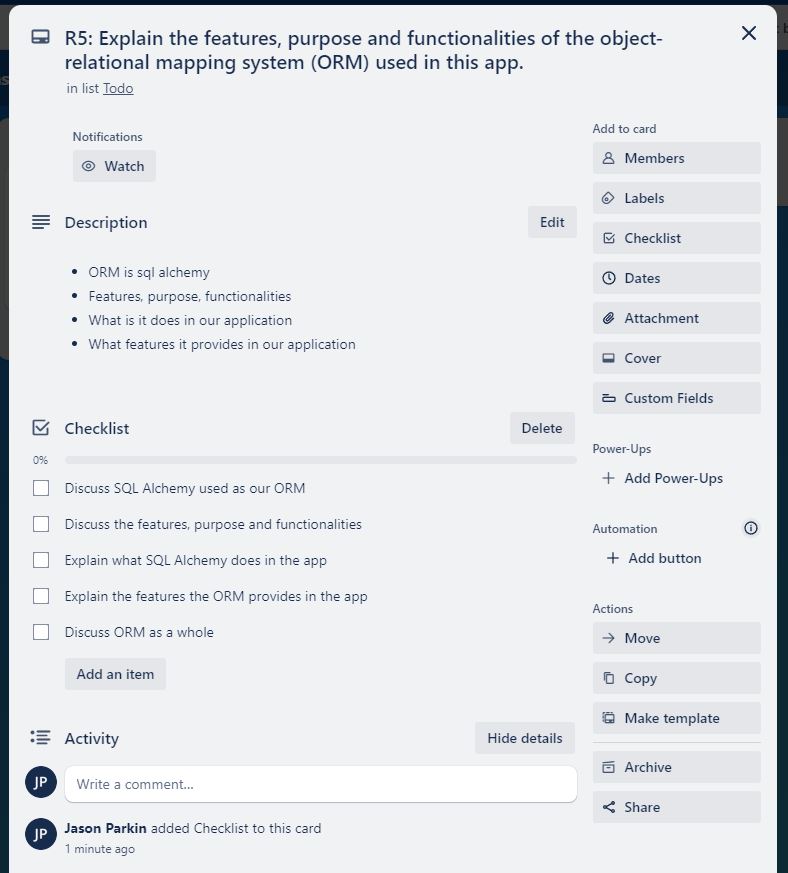 R5: Explain the features, purpose and functionalities of the object-
relational mapping system (ORM) used in this app.
in list Todo
Notifications
Watch
Description
Edit
ORM is sql alchemy
Features, purpose, functionalities
What is it does in our application
What features it provides in our application
Checklist
Delete
0%
Discuss SQL Alchemy used as our ORM
Discuss the features, purpose and functionalities
Explain what SQL Alchemy does in the app
Explain the features the ORM provides in the app
Discuss ORM as a whole
Add an item
Activity
Hide details
JP
Write a comment...
JP
Jason Parkin added Checklist to this card
1 minute ago
Add to card
Members
Labels
Checklist
Dates
Attachment
Cover
Custom Fields
Power-Ups
Add Power-Ups
Automation
Add button
Actions
Move
Copy
Make template
Archive
Share